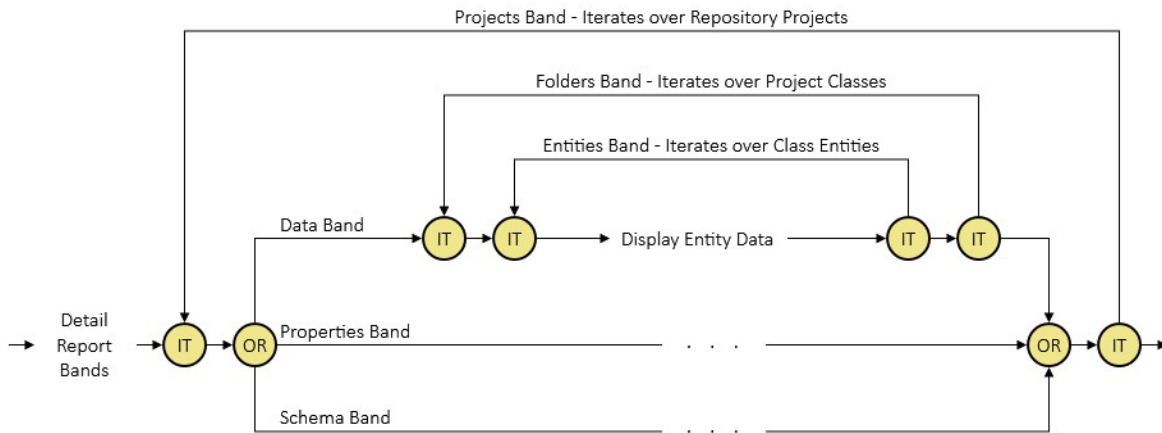 Projects Band - Iterates over Repository Projects
Folders Band - Iterates over Project Classes
Entities Band - Iterates over Class Entities
Data Band
IT
IT
Display Entity Data
IT
IT
Detail
Report
Bands
IT
OR
Properties Band
. . .
OR
IT
Schema Band
. . .